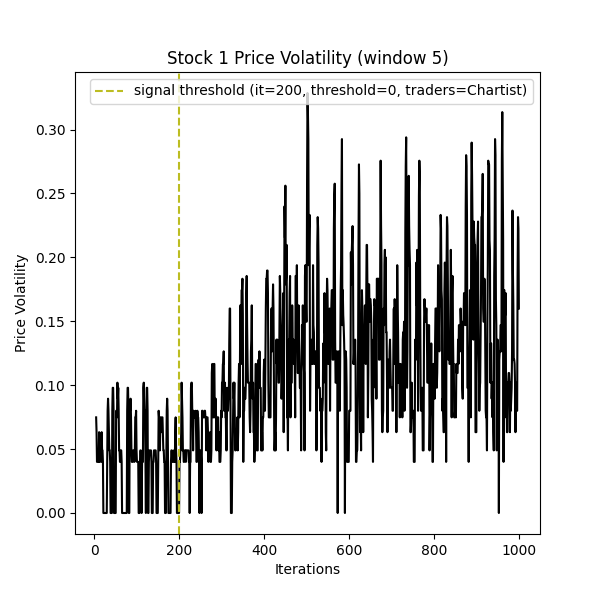 Stock 1 Price Volatility (window 5)
signal threshold (it=200, threshold=0, traders=Chartist)
0.30
0.25
0.20
0.15
0.10
0.05
0.00
Price Volatility
0 200 400 600 800 1000
Iterations